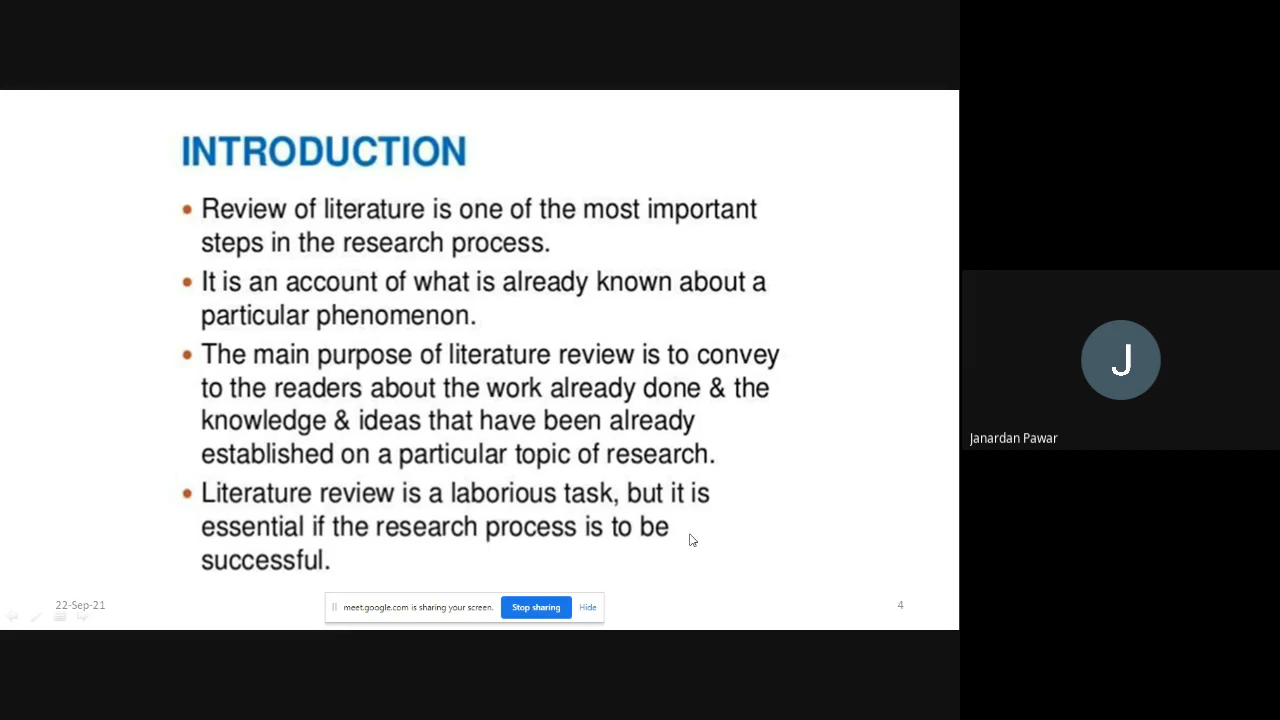 INTRODUCTION
• Review of literature is one of the most important
steps in the research process.
• It is an account of what is already known about a
particular phenomenon.
• The main purpose of literature review is to convey
to the readers about the work already done & the
knowledge & ideas that have been already
established on a particular topic of research.
• Literature review is a laborious task, but it is
essential if the research process is to be
successful.
22-Sep-21
meet.google.com is sharing your screen. Stop sharing Hide
4
J
Janardan Pawar